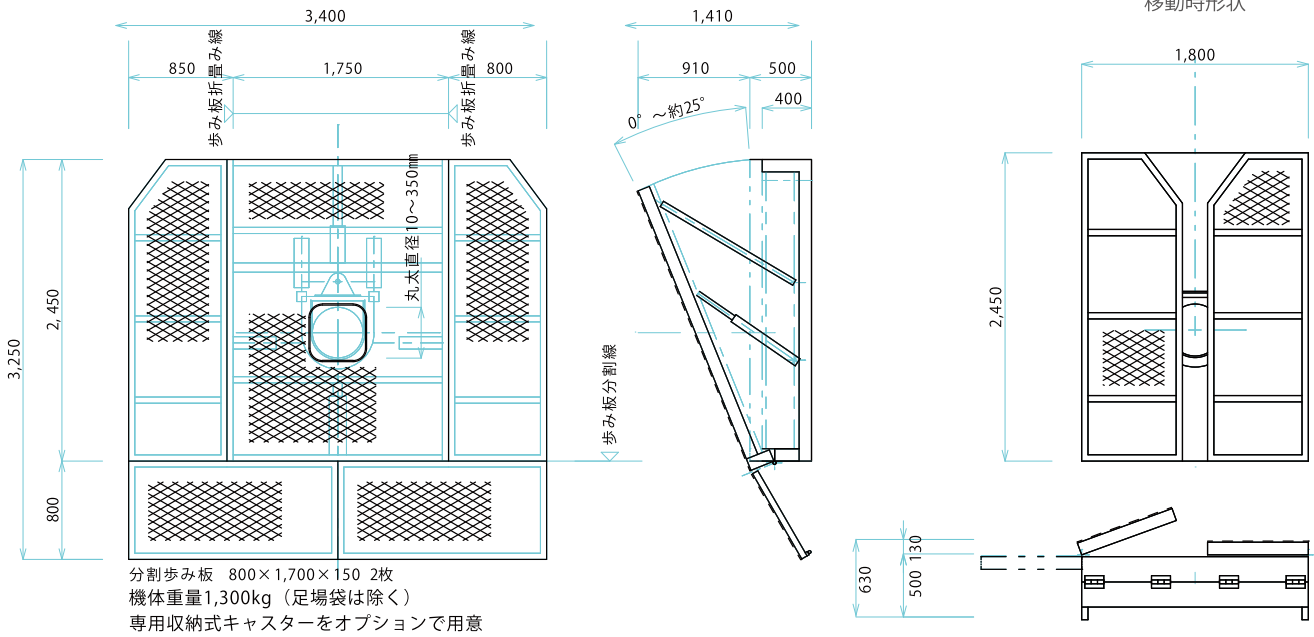 移動時形状
3,400
1,410
1,800
850
歩み板折畳み線
1,750
歩み板折畳み線
800
910
500
400
0°～約25°
丸太直径10～350㎜
2,450
3,250
800
歩み板分割線
2,450
630
500
130
分割歩み板 800×1,700×150 2枚
機体重量1,300kg（足場袋は除く）
専用収納式キャスターをオプションで用意